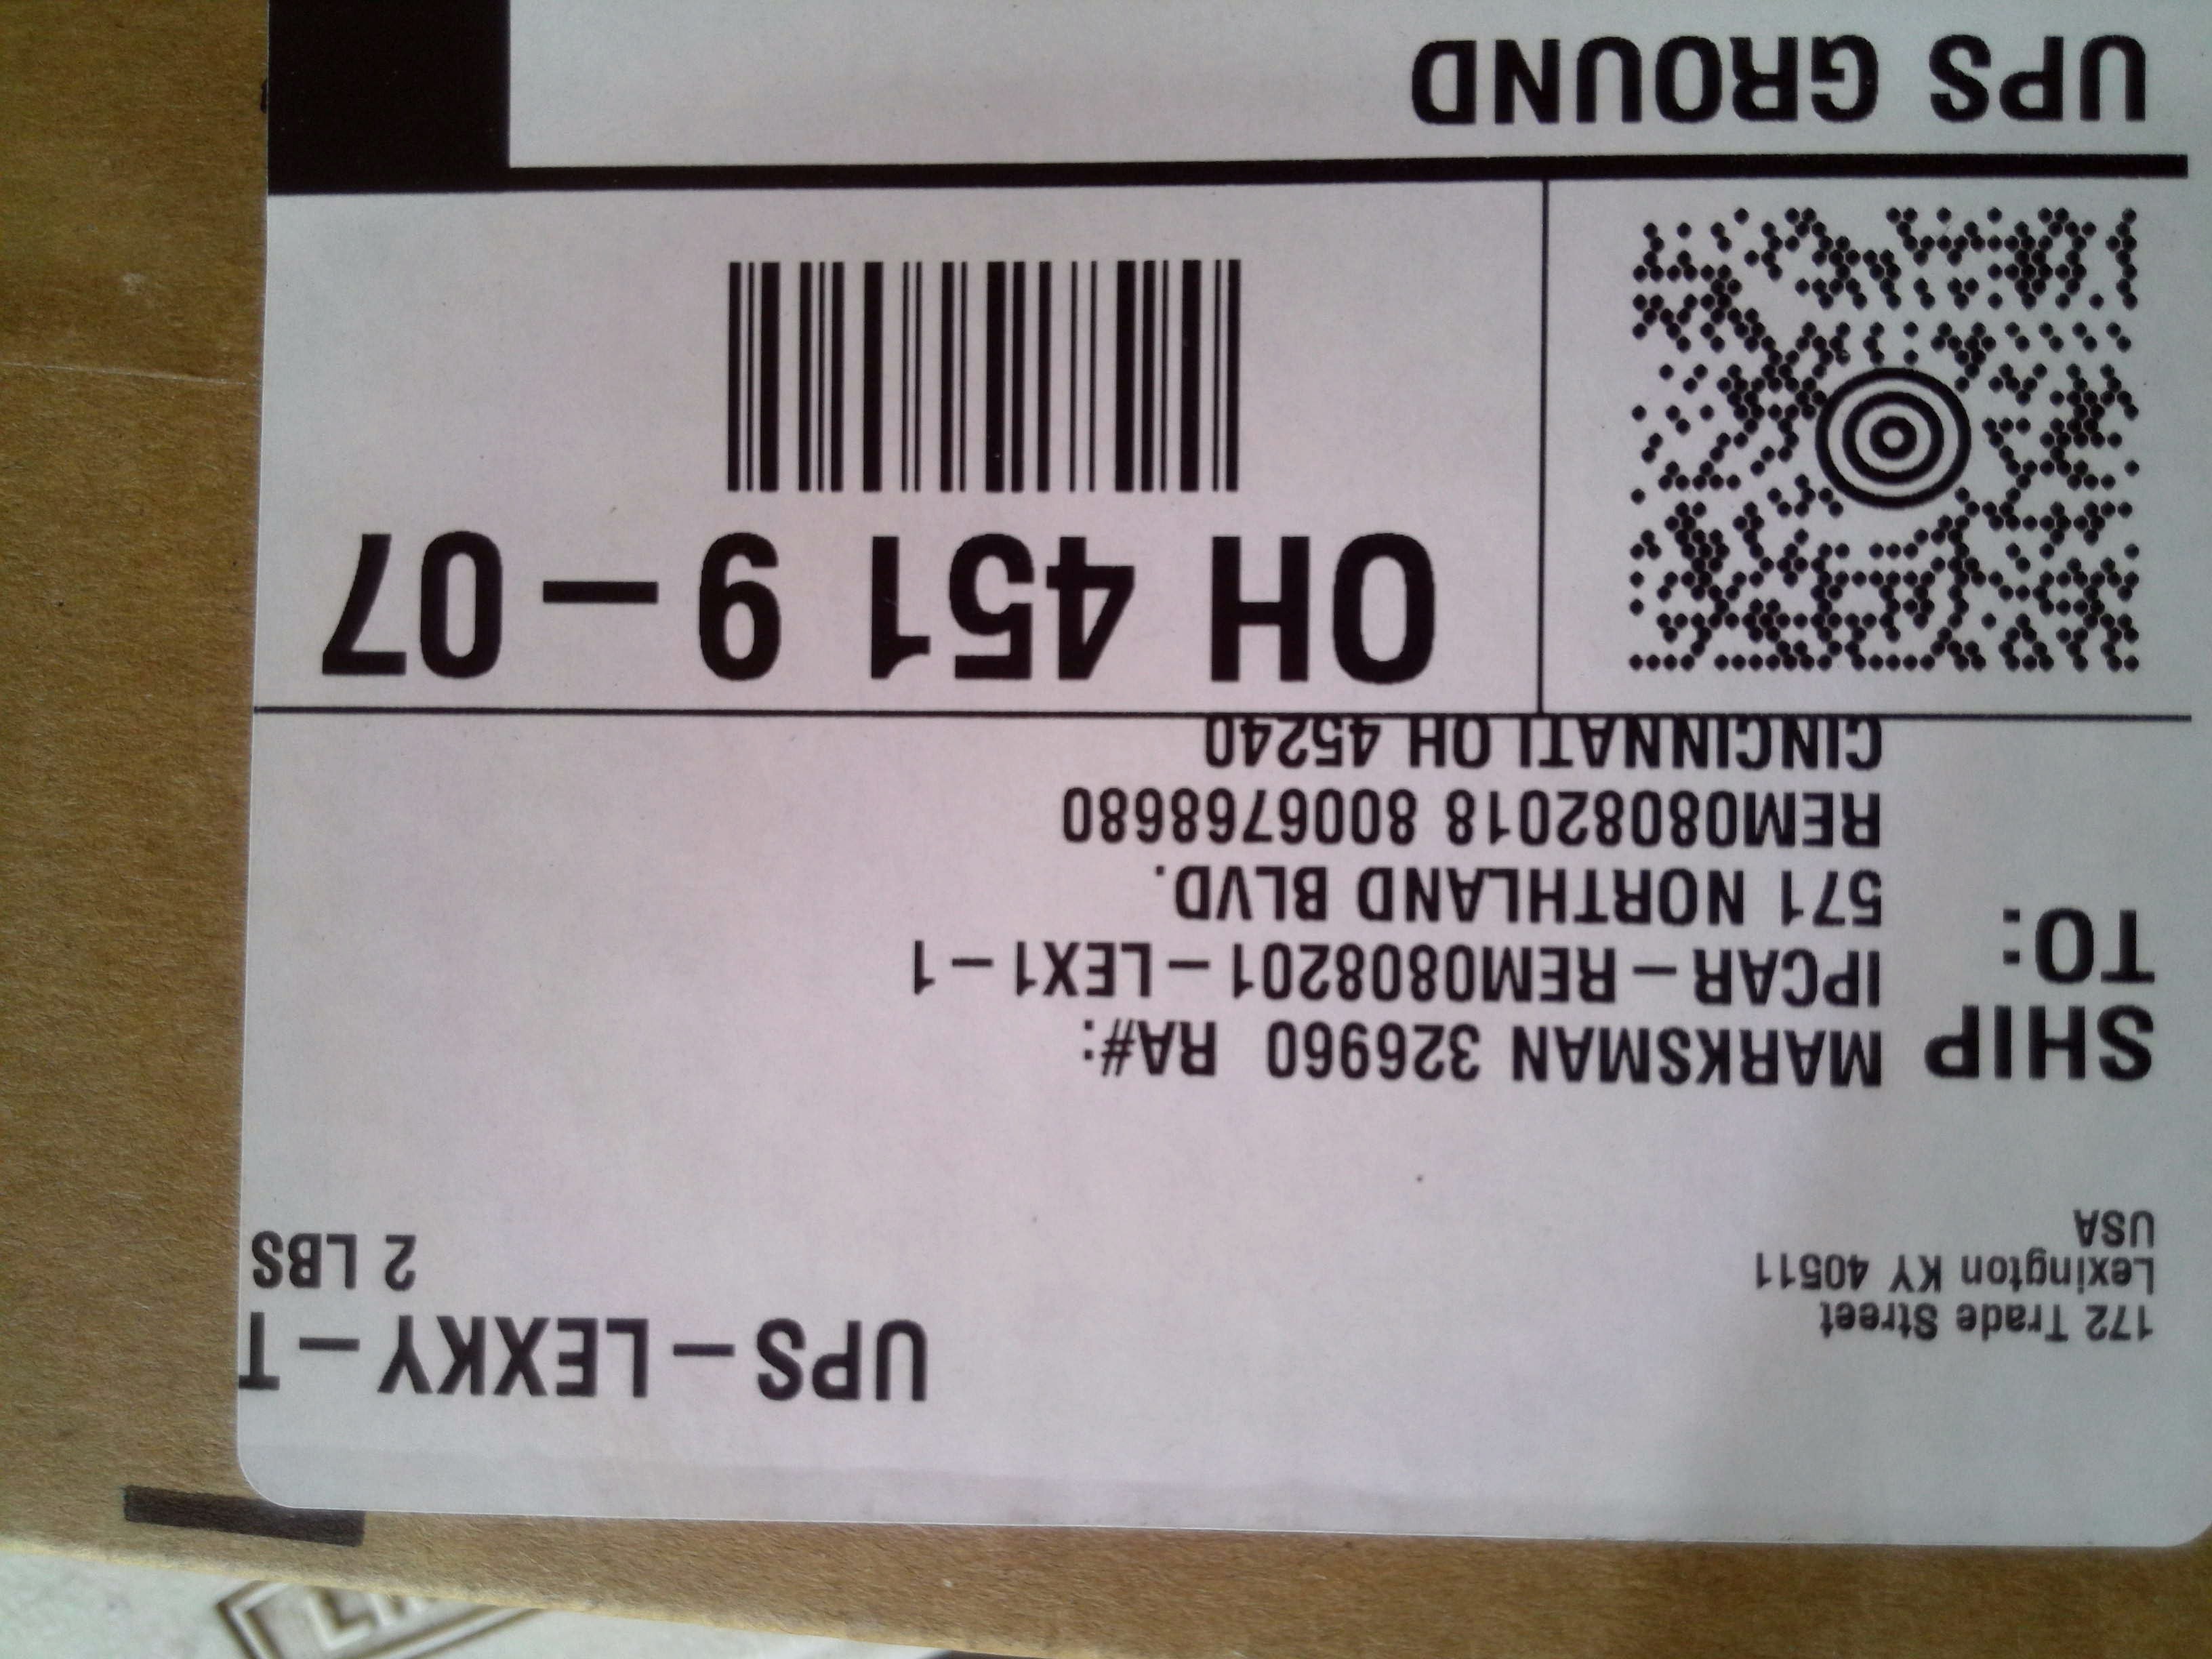 UPS-LEXKY-T
172 Trade Street
Lexington KY 40511
USA
2 LBS
SHIP
TO:
MARKSMAN 326960 RA#:
IPCAR-REM0808201-LEX1-1
571 NORTHLAND BLVD.
REM08082018 8006768680
CINCINNATI OH 45240
OH 451 9-07
UPS GROUND